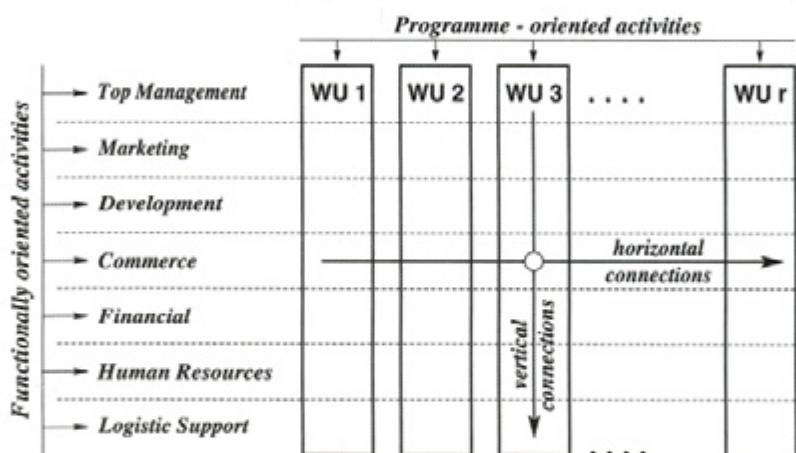 Programme - oriented activities
Functionally oriented activities
Top Management
WU 1
WU 2
WU 3
. . . .
WU r
Marketing
Development
Commerce
horizontal
connections
Financial
vertical
connections
Human Resources
Logistic Support
. . . .